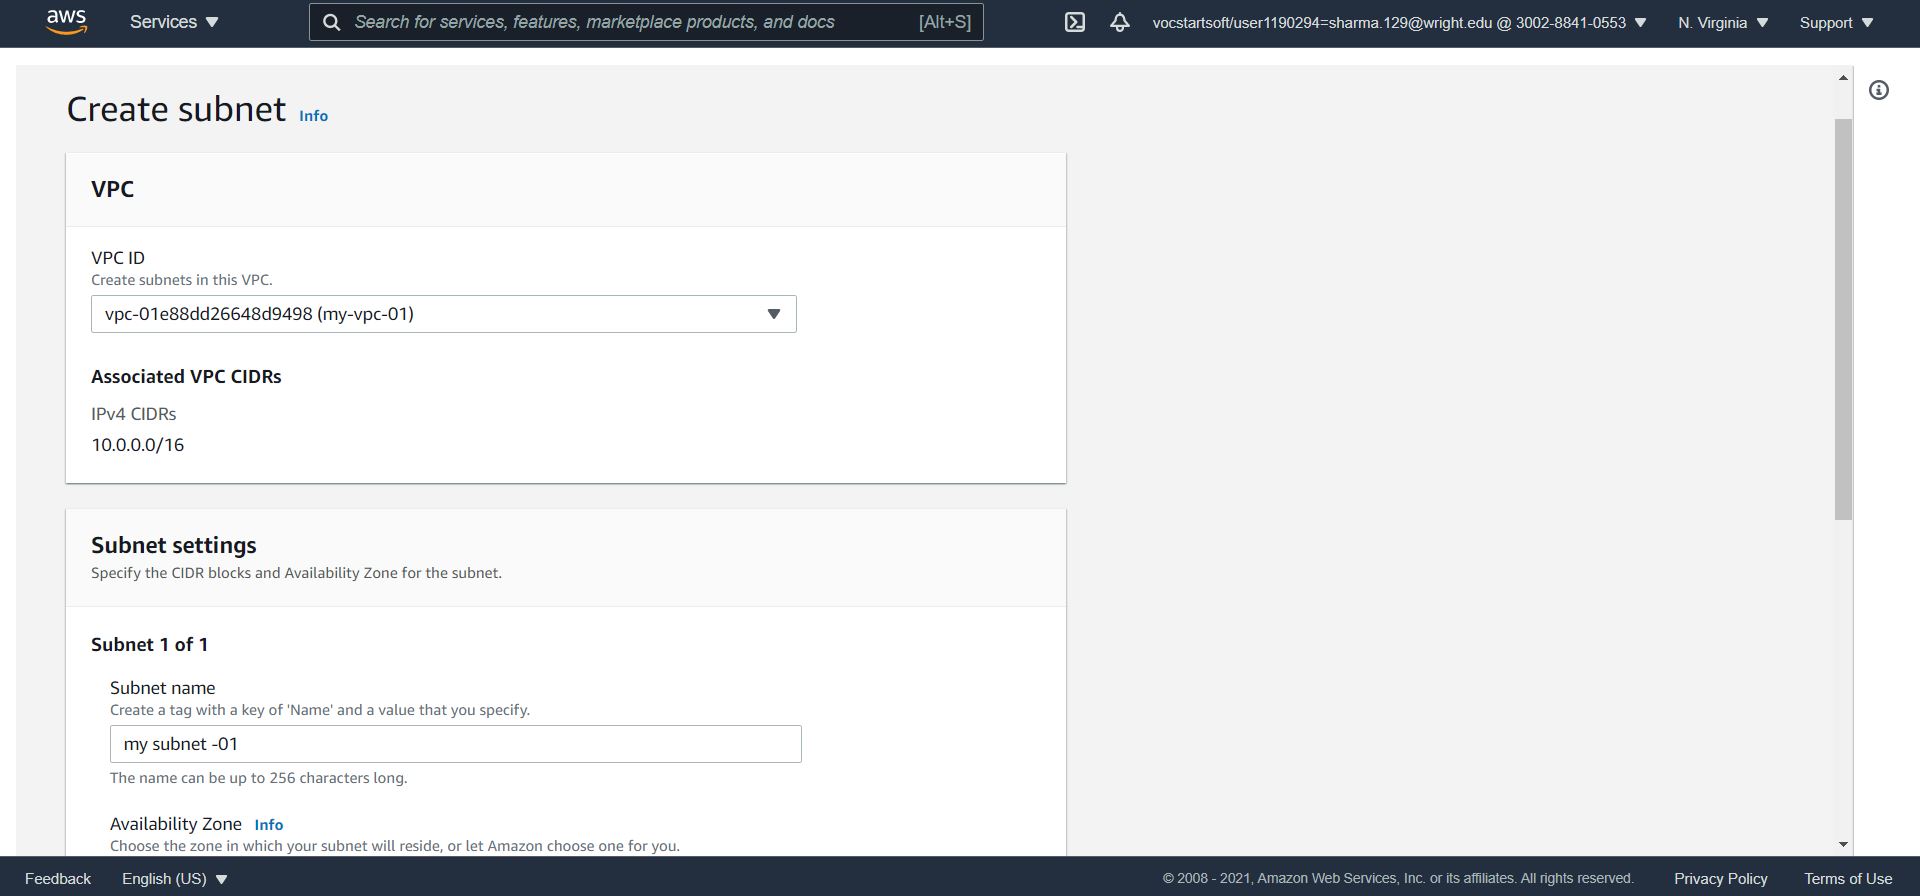 aws
Services
Search for services, features, marketplace products, and docs [Alt+S]
vocstartsoft/user1190294=sharma.129@wright.edu @ 3002-8841-0553
N. Virginia
Support
Create subnet Info
VPC
VPC ID
Create subnets in this VPC.
vpc-01e88dd26648d9498 (my-vpc-01)
Associated VPC CIDRs
IPv4 CIDRs
10.0.0.0/16
Subnet settings
Specify the CIDR blocks and Availability Zone for the subnet.
Subnet 1 of 1
Subnet name
Create a tag with a key of 'Name' and a value that you specify.
my subnet -01
The name can be up to 256 characters long.
Availability Zone Info
Choose the zone in which your subnet will reside, or let Amazon choose one for you.
Feedback
English (US)
© 2008 - 2021, Amazon Web Services, Inc. or its affiliates. All rights reserved.
Privacy Policy
Terms of Use